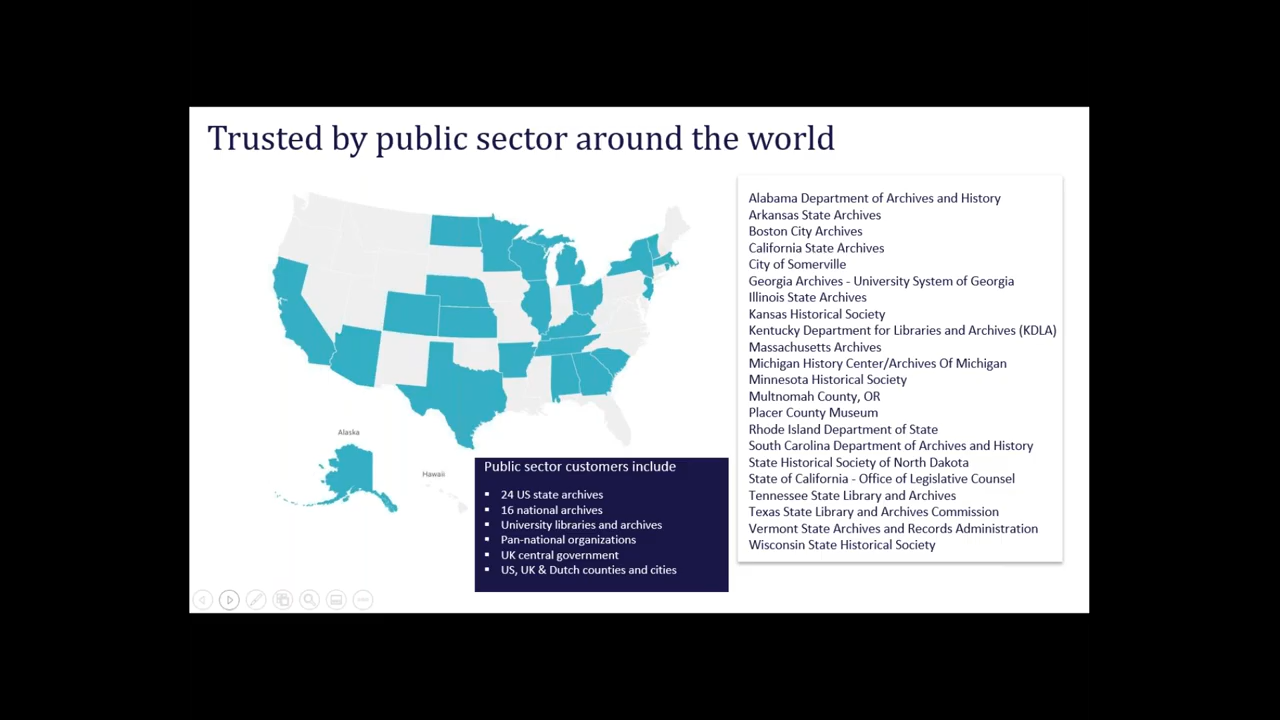 Trusted by public sector around the world
Alaska
Hawaii
Public sector customers include
▪ 24 US state archives
▪ 16 national archives
▪ University libraries and archives
▪ Pan-national organizations
▪ UK central government
▪ US, UK & Dutch counties and cities
Alabama Department of Archives and History
Arkansas State Archives
Boston City Archives
California State Archives
City of Somerville
Georgia Archives - University System of Georgia
Illinois State Archives
Kansas Historical Society
Kentucky Department for Libraries and Archives (KDLA)
Massachusetts Archives
Michigan History Center/Archives Of Michigan
Minnesota Historical Society
Multnomah County, OR
Placer County Museum
Rhode Island Department of State
South Carolina Department of Archives and History
State Historical Society of North Dakota
State of California - Office of Legislative Counsel
Tennessee State Library and Archives
Texas State Library and Archives Commission
Vermont State Archives and Records Administration
Wisconsin State Historical Society